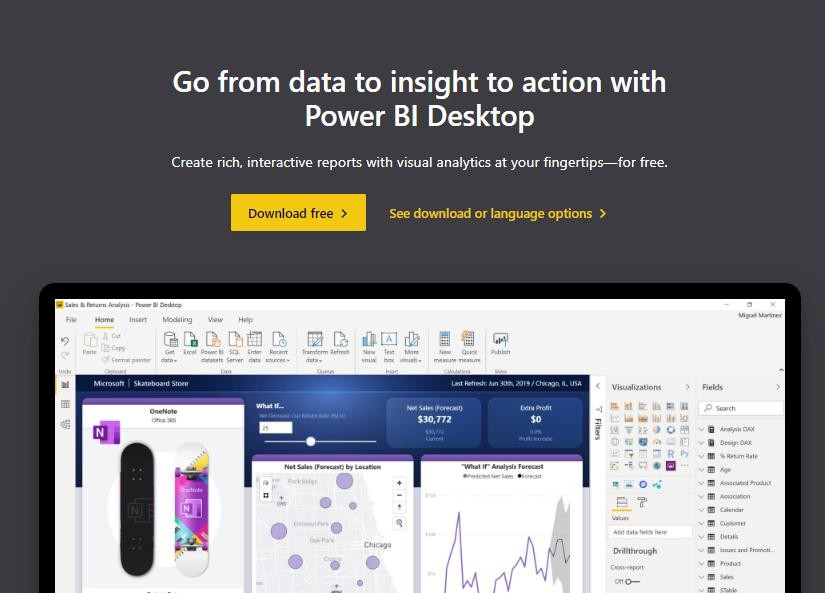 Go from data to insight to action with
Power BI Desktop
Create rich, interactive reports with visual analytics at your fingertips—for free.
Download free
See download or language options
Sales & Returns Analysis - Power BI Desktop
Miguel Martinez
File Home Insert Modeling View Help
Paste
Cut
Copy
Format painter
Get data
Excel
Power BI datasets
SQL Server
Enter data
Recent sources
Transform data
Refresh
New visual
Text box
More visuals
New measure
Quick measure
Publish
Undo Clipboard Data Queries Insert Calculations Share
Microsoft | Skateboard Store
Last Refresh: Jun 30th, 2019 / Chicago, IL, USA
OneNote
Office 365
N
OneNote
N
What If...
We Decrease Our Return Rate (%) to:
25
Net Sales (Forecast)
$30,772
$30,772
Current
Extra Profit
$0
0.0%
Profit Increase
Net Sales (Forecast) by Location
Park Ridge
Elmwood Park
Oak Park
Cicero
Chicago
"What If" Analysis Forecast
Predicted Net Sales Forecast
$15K
$10K
$5K
Filters
Visualizations
R Py
Values
Add data fields here
Drillthrough
Cross-report
Off
Fields
Search
Analysis DAX
Design DAX
% Return Rate
Age
Associated Product
Association
Calendar
Customer
Details
Issues and Promoti...
Product
Sales
STable